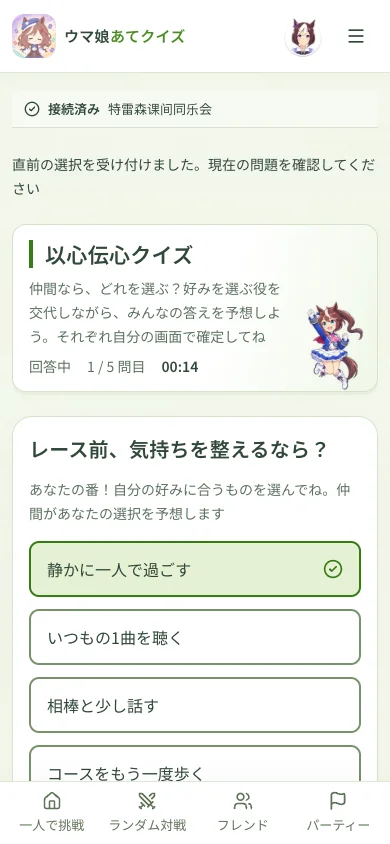 ウマ娘あてクイズ
接続済み 特雷森课间同乐会
直前の選択を受け付けました。現在の問題を確認してくだ
さい
以心伝心クイズ
仲間なら、どれを選ぶ？好みを選ぶ役を
交代しながら、みんなの答えを予想しよ
う。それぞれ自分の画面で確定してね
回答中 1 / 5 問目 00:14
レース前、気持ちを整えるなら？
あなたの番！自分の好みに合うものを選んでね。仲
間があなたの選択を予想します
静かに一人で過ごす
いつもの1曲を聴く
相棒と少し話す
コースをもう一度歩く
一人で挑戦 ランダム対戦 フレンド パーティー